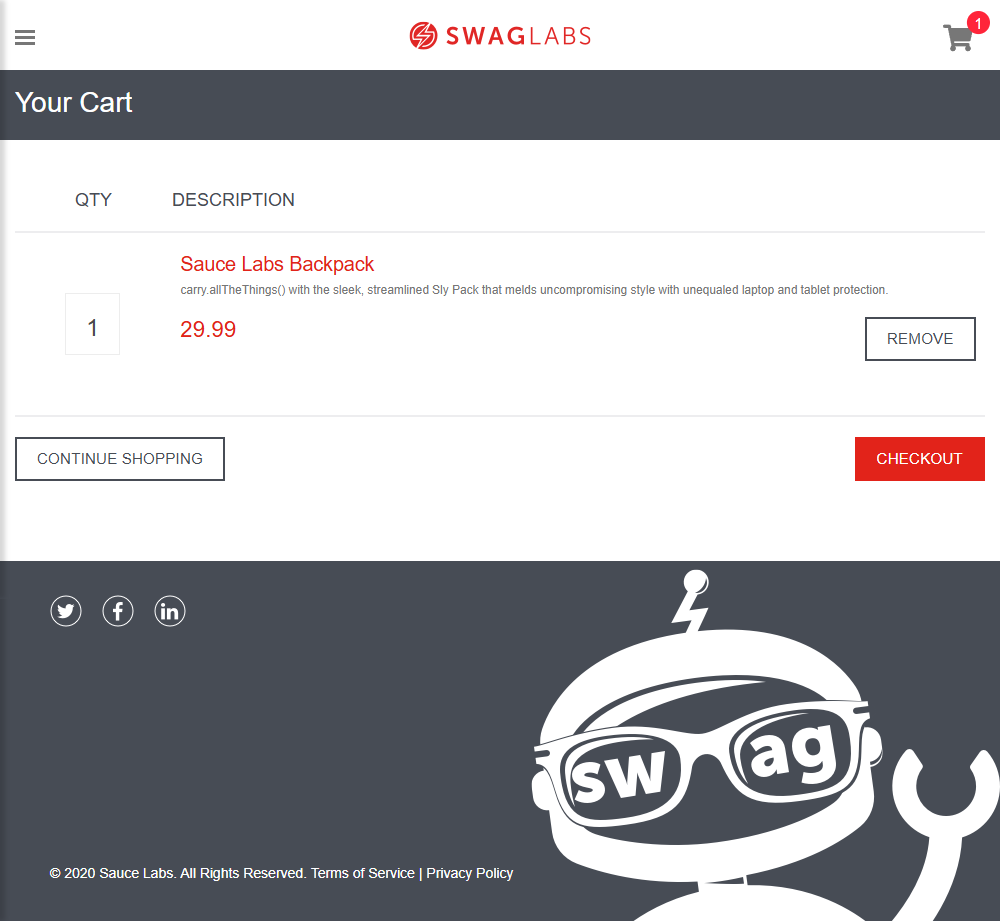 SWAGLABS
1
Your Cart
QTY DESCRIPTION
Sauce Labs Backpack
carry.allTheThings() with the sleek, streamlined Sly Pack that melds uncompromising style with unequaled laptop and tablet protection.
1
29.99
REMOVE
CONTINUE SHOPPING
CHECKOUT
swag
© 2020 Sauce Labs. All Rights Reserved. Terms of Service | Privacy Policy